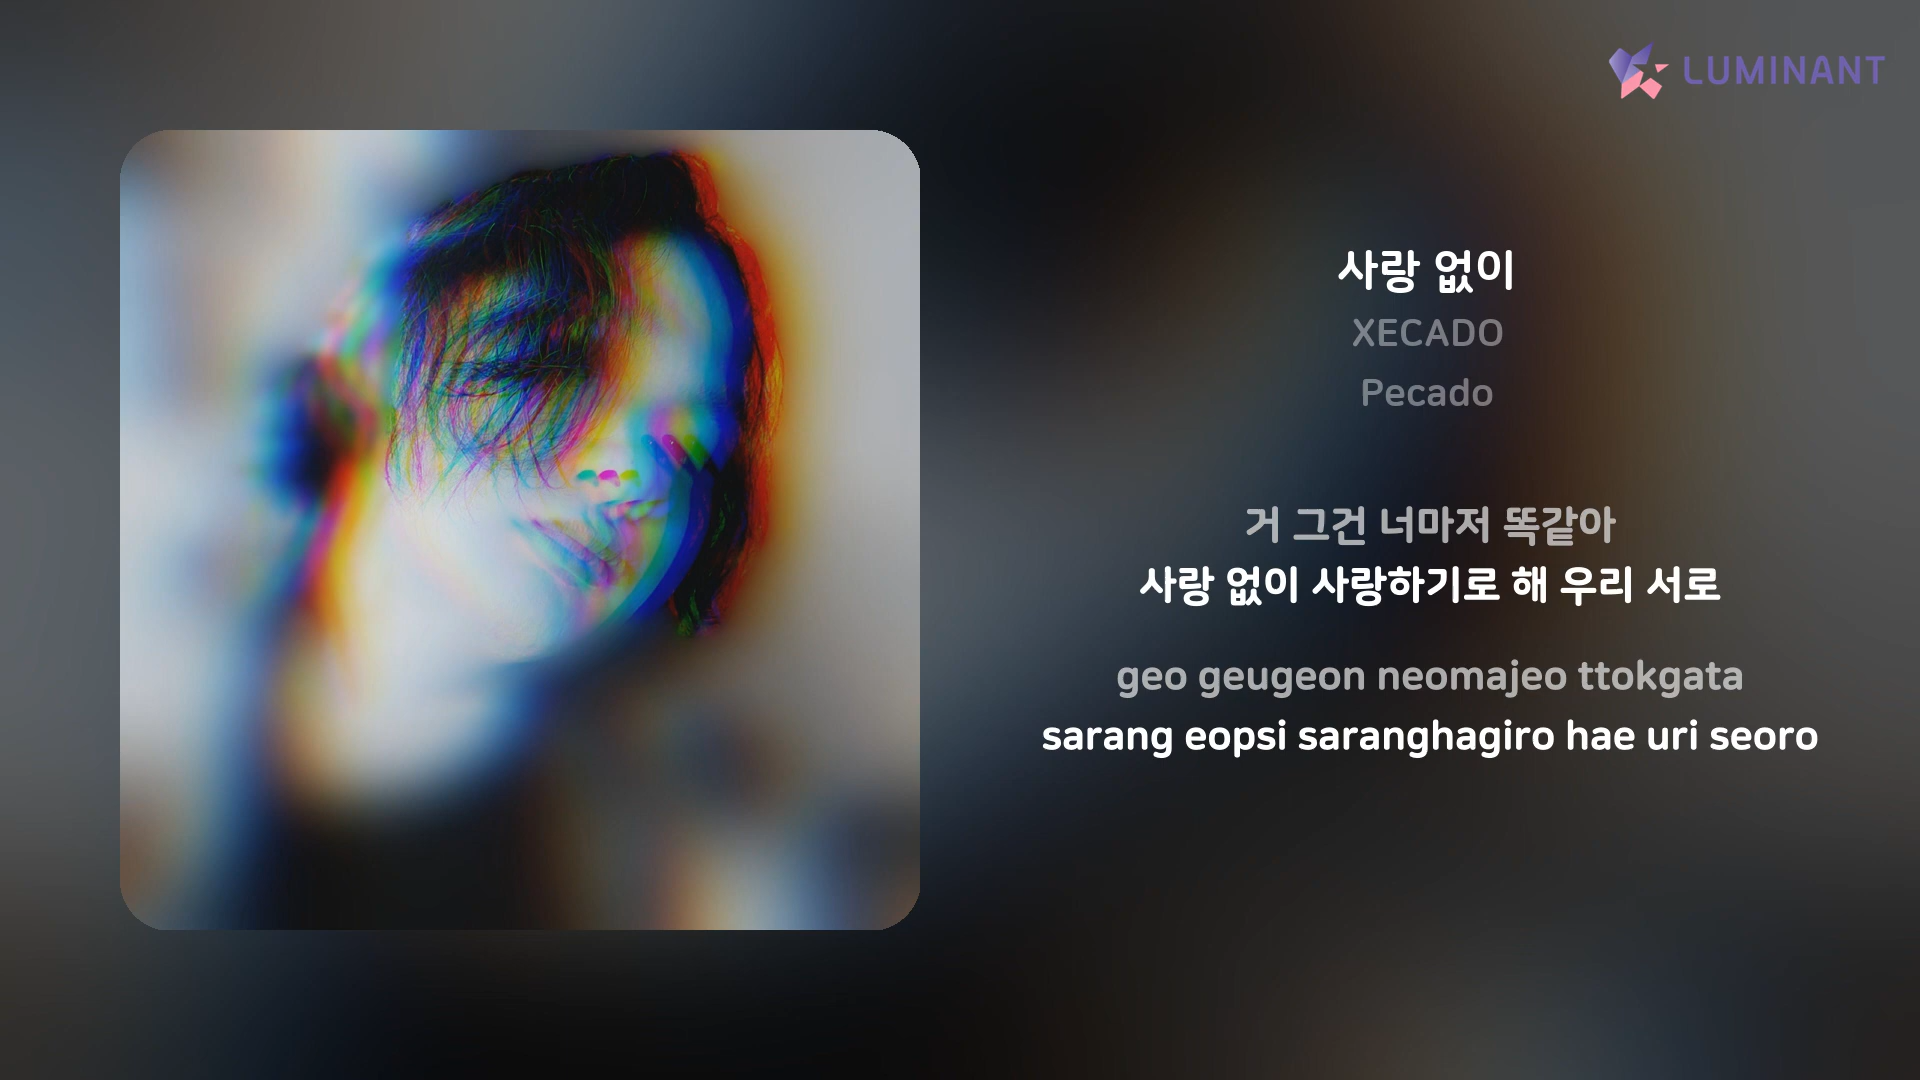 LUMINANT
사랑 없이
XECADO
Pecado
거 그건 너마저 똑같아
사랑 없이 사랑하기로 해 우리 서로
geo geugeon neomajeo ttokgata
sarang eopsi saranghagiro hae uri seoro